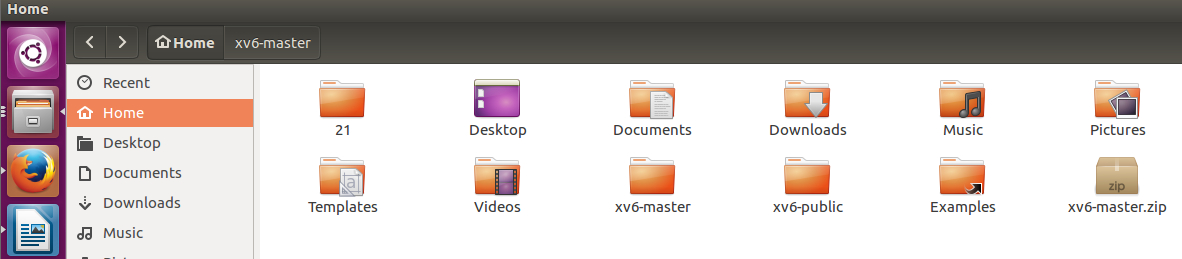 Home
Home xv6-master
Recent
Home
Desktop
Documents
Downloads
Music
21 Desktop Documents Downloads Music Pictures
Templates Videos xv6-master xv6-public Examples xv6-master.zip
zip